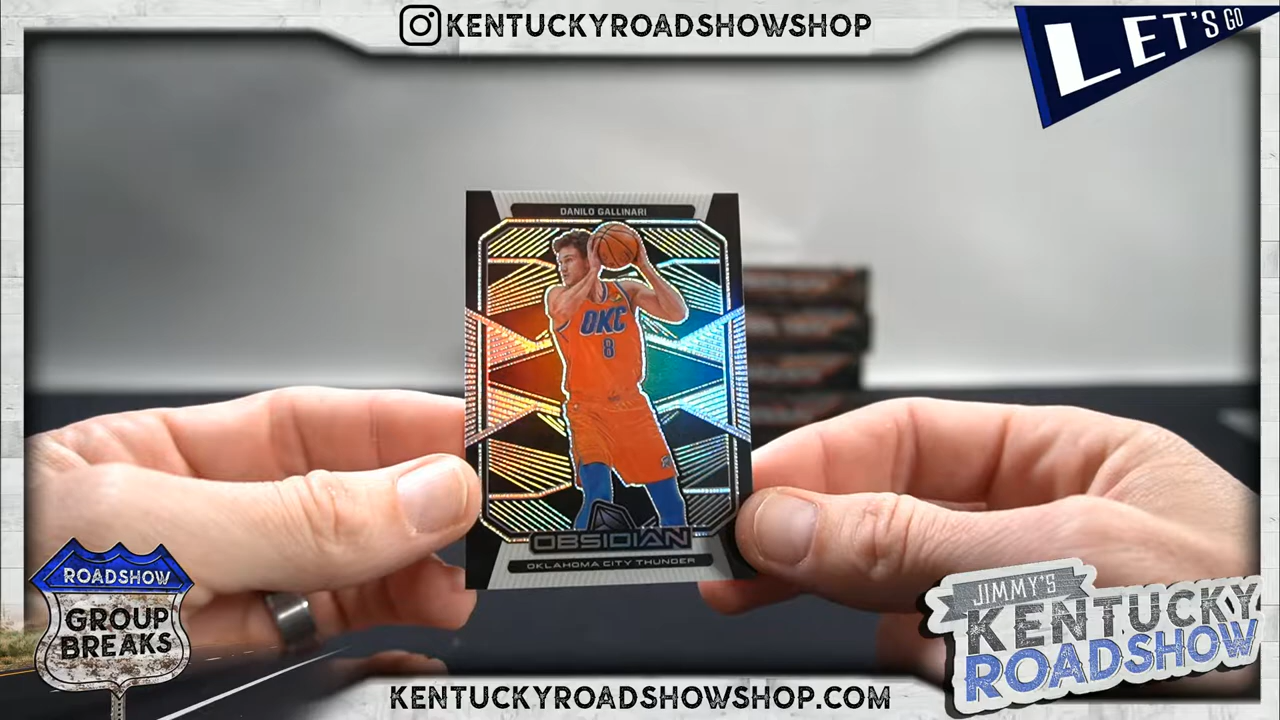 KENTUCKYROADSHOWSHOP
LET'S GO
DANILO GALLINARI
OKC
8
OBSIDIAN
OKLAHOMA CITY THUNDER
ROADSHOW
GROUP
BREAKS
JIMMY'S
KENTUCKY
ROADSHOW
KENTUCKYROADSHOWSHOP.COM